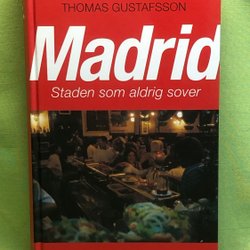 THOMAS GUSTAFSSON
Madrid
Staden som aldrig sover